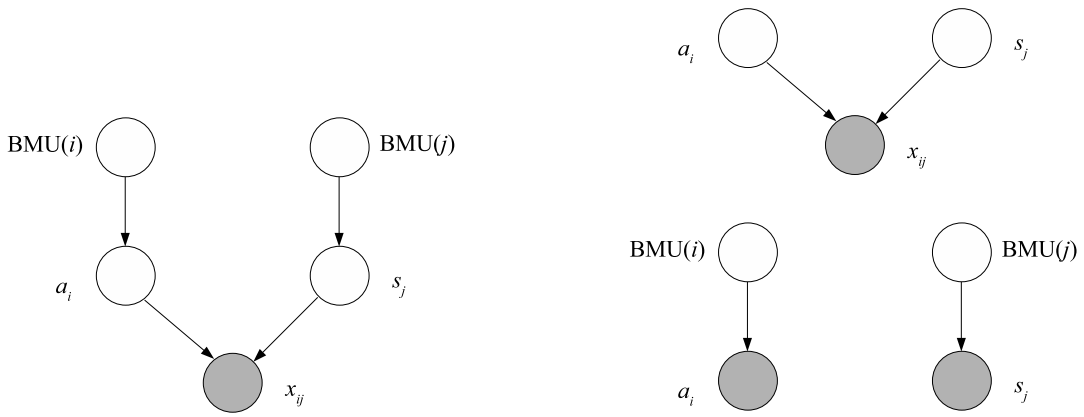 BMU(i) BMU(j)
a_i s_j
x_ij
a_i s_j
x_ij
BMU(i) BMU(j)
a_i s_j